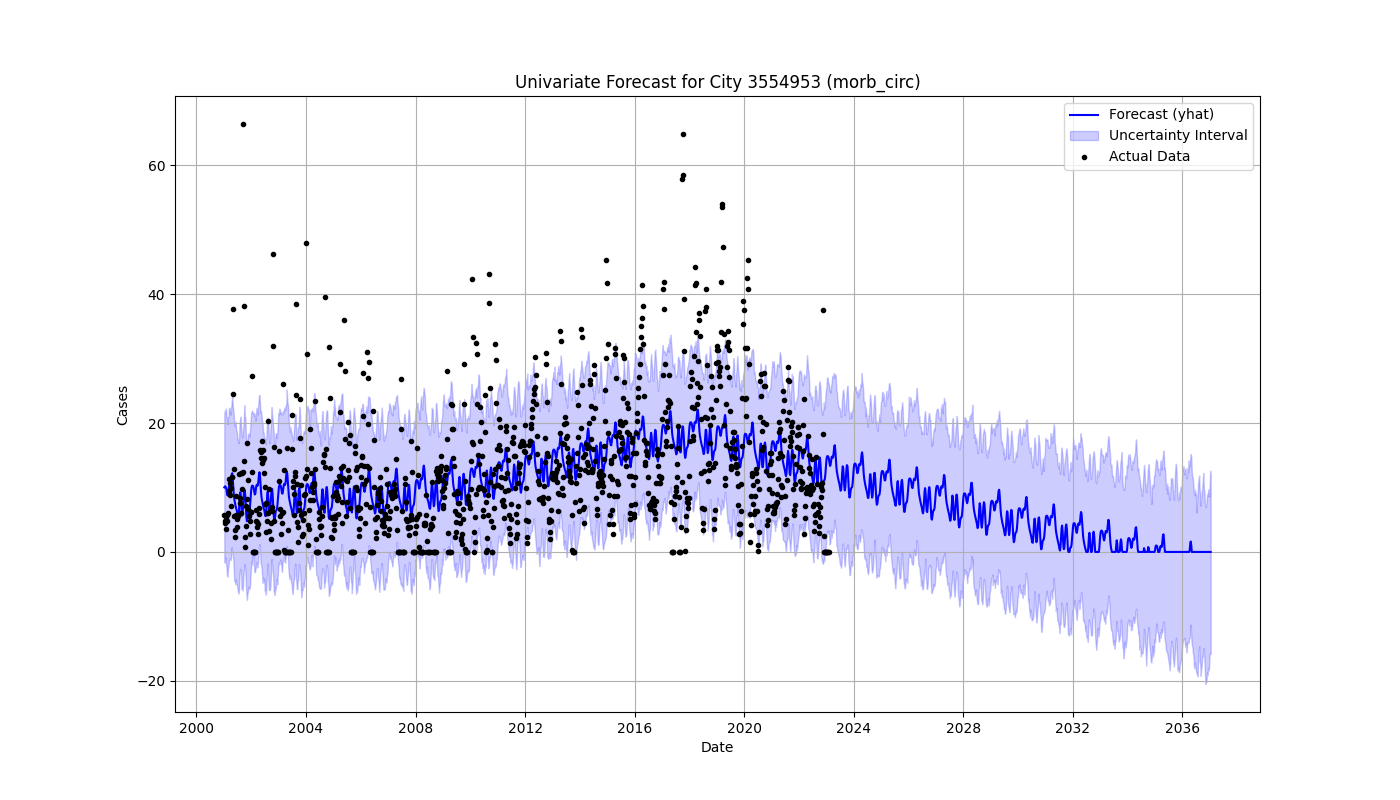 Univariate Forecast for City 3554953 (morb_circ)
Forecast (yhat)
Uncertainty Interval
Actual Data
60
40
20
0
−20
Cases
2000 2004 2008 2012 2016 2020 2024 2028 2032 2036
Date